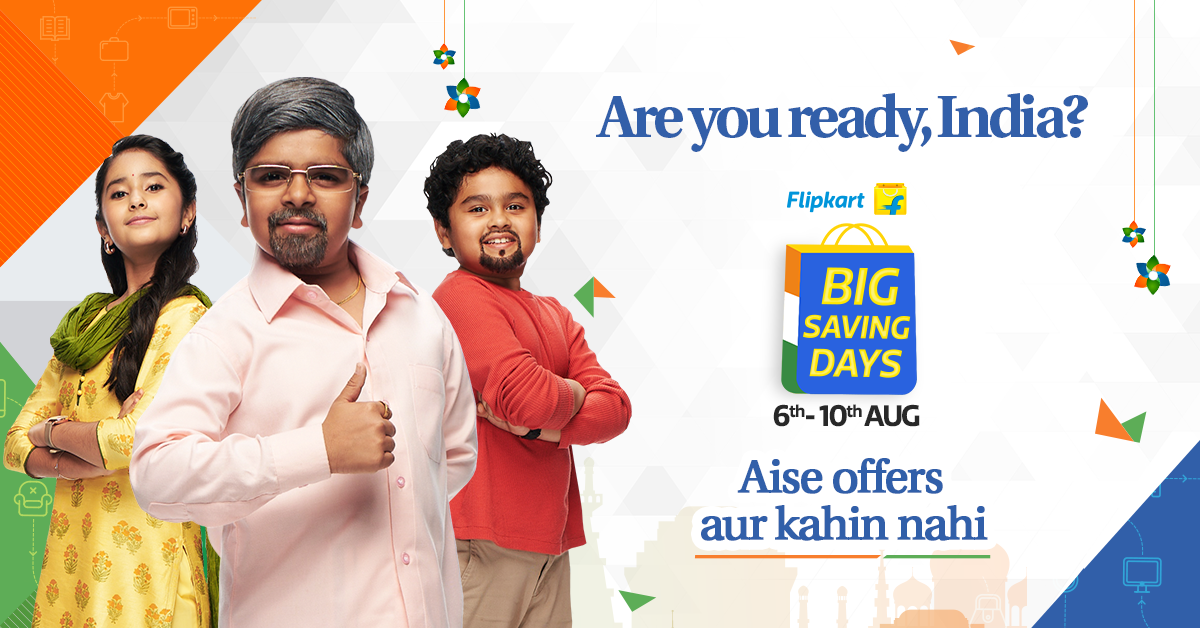 Are you ready, India?
Flipkart
BIG
SAVING
DAYS
6th- 10th AUG
Aise offers
aur kahin nahi